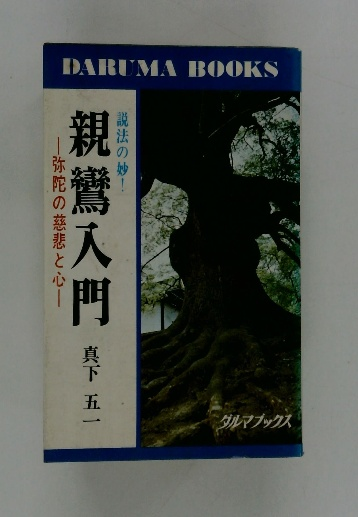 DARUMA BOOKS
説法の妙!
親鸞入門
―弥陀の慈悲と心―
真下五一
ダルマブックス